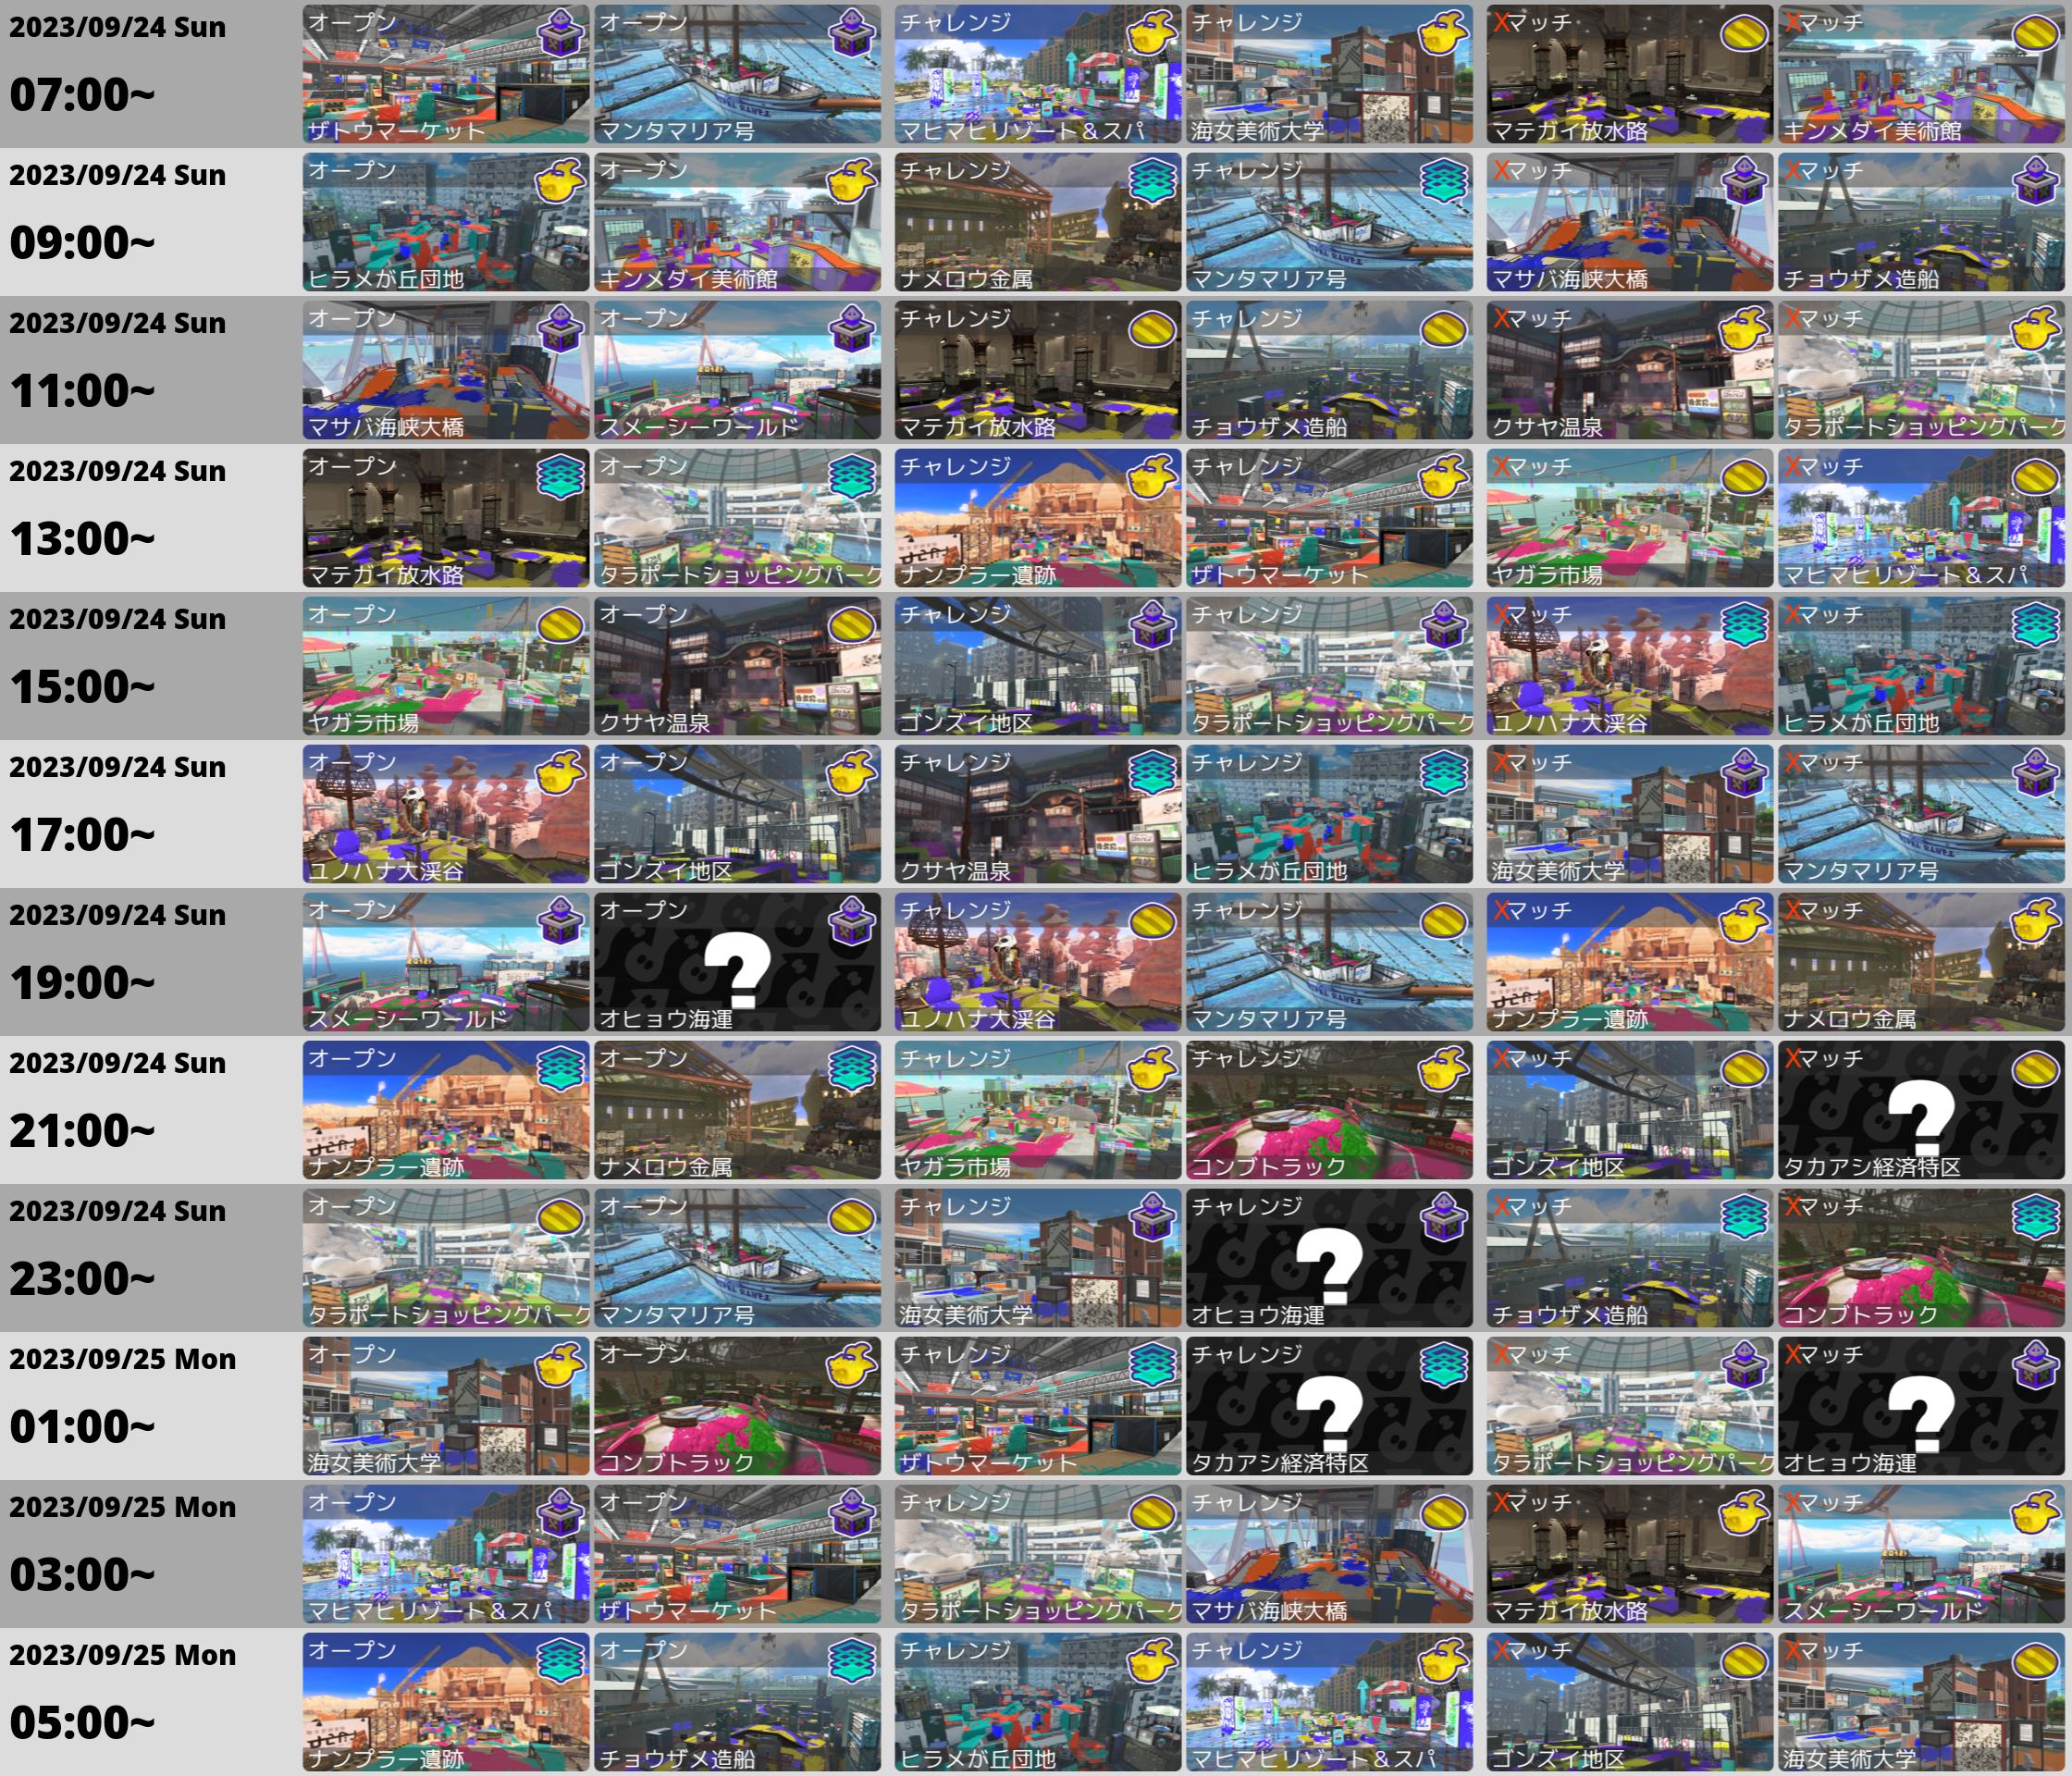 2023/09/24 Sun
07:00~
オープン オープン チャレンジ チャレンジ Xマッチ Xマッチ
ザトウマーケット マンタマリア号 マヒマヒリゾート＆スパ 海女美術大学 マテガイ放水路 キンメダイ美術館
2023/09/24 Sun
09:00~
オープン オープン チャレンジ チャレンジ Xマッチ Xマッチ
ヒラメが丘団地 キンメダイ美術館 ナメロウ金属 マンタマリア号 マサバ海峡大橋 チョウザメ造船
2023/09/24 Sun
11:00~
オープン オープン チャレンジ チャレンジ Xマッチ Xマッチ
マサバ海峡大橋 スメーシーワールド マテガイ放水路 チョウザメ造船 クサヤ温泉 タラポートショッピングパーク
2023/09/24 Sun
13:00~
オープン オープン チャレンジ チャレンジ Xマッチ Xマッチ
マテガイ放水路 タラポートショッピングパーク ナンプラー遺跡 ザトウマーケット ヤガラ市場 マヒマヒリゾート＆スパ
2023/09/24 Sun
15:00~
オープン オープン チャレンジ チャレンジ Xマッチ Xマッチ
ヤガラ市場 クサヤ温泉 ゴンズイ地区 タラポートショッピングパーク ユノハナ大渓谷 ヒラメが丘団地
2023/09/24 Sun
17:00~
オープン オープン チャレンジ チャレンジ Xマッチ Xマッチ
ユノハナ大渓谷 ゴンズイ地区 クサヤ温泉 ヒラメが丘団地 海女美術大学 マンタマリア号
2023/09/24 Sun
19:00~
オープン オープン チャレンジ チャレンジ Xマッチ Xマッチ
?
スメーシーワールド オヒョウ海運 ユノハナ大渓谷 マンタマリア号 ナンプラー遺跡 ナメロウ金属
2023/09/24 Sun
21:00~
オープン オープン チャレンジ チャレンジ Xマッチ Xマッチ
?
ナンプラー遺跡 ナメロウ金属 ヤガラ市場 コンブトラック ゴンズイ地区 タカアシ経済特区
2023/09/24 Sun
23:00~
オープン オープン チャレンジ チャレンジ Xマッチ Xマッチ
?
タラポートショッピングパーク マンタマリア号 海女美術大学 オヒョウ海運 チョウザメ造船 コンブトラック
2023/09/25 Mon
01:00~
オープン オープン チャレンジ チャレンジ Xマッチ Xマッチ
? ?
海女美術大学 コンブトラック ザトウマーケット タカアシ経済特区 タラポートショッピングパーク オヒョウ海運
2023/09/25 Mon
03:00~
オープン オープン チャレンジ チャレンジ Xマッチ Xマッチ
マヒマヒリゾート＆スパ ザトウマーケット タラポートショッピングパーク マサバ海峡大橋 マテガイ放水路 スメーシーワールド
2023/09/25 Mon
05:00~
オープン オープン チャレンジ チャレンジ Xマッチ Xマッチ
ナンプラー遺跡 チョウザメ造船 ヒラメが丘団地 マヒマヒリゾート＆スパ ゴンズイ地区 海女美術大学